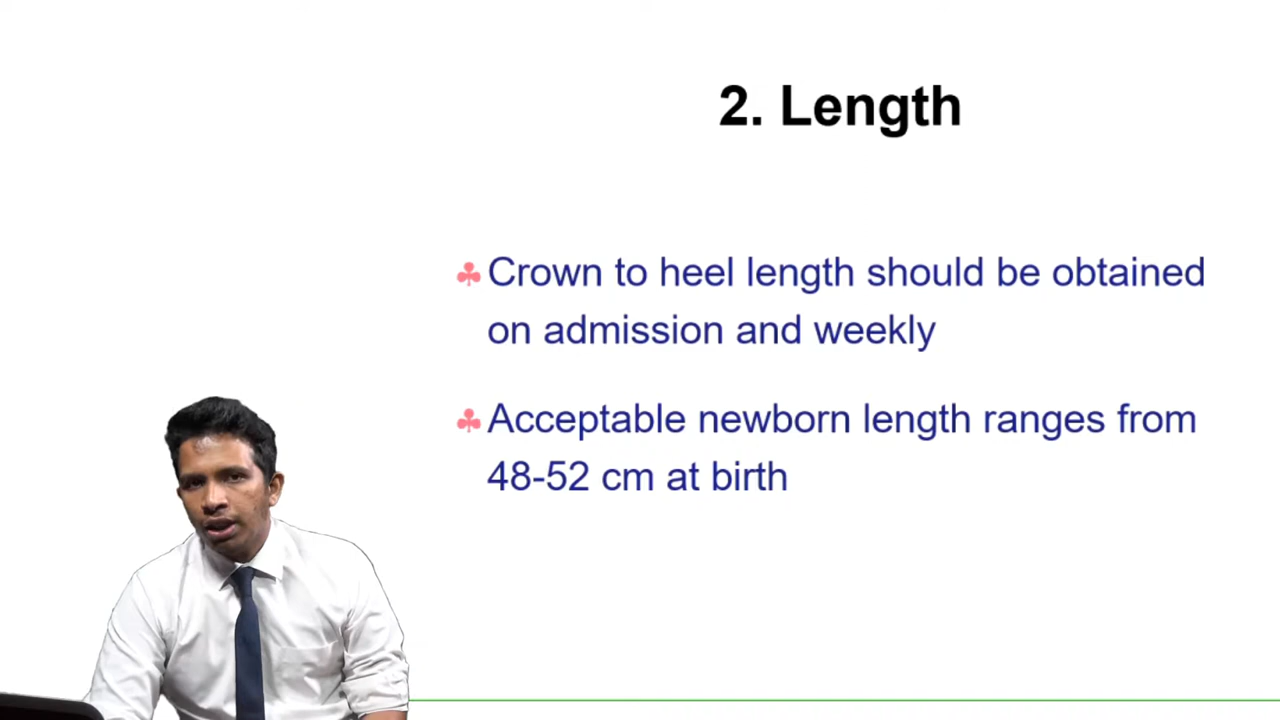 2. Length
Crown to heel length should be obtained
on admission and weekly
Acceptable newborn length ranges from
48-52 cm at birth